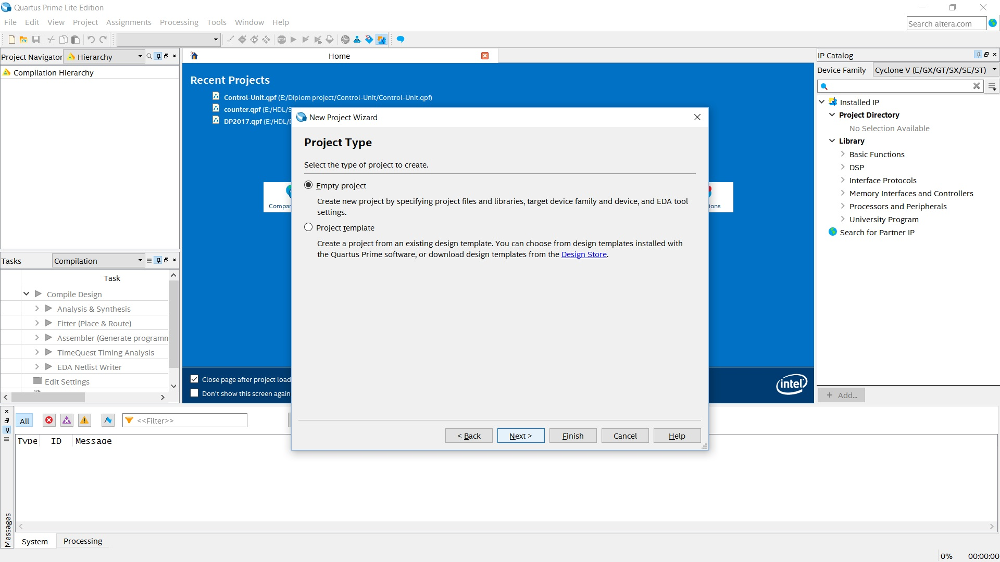 Quartus Prime Lite Edition
File Edit View Project Assignments Processing Tools Window Help
Search altera.com
Project Navigator Hierarchy
Compilation Hierarchy
Home
Recent Projects
Control-Unit.qpf (E:/Diplom project/Control-Unit/Control-Unit.qpf)
counter.qpf (E:/HDL/S
DP2017.qpf (E:/HDL/
Compar
ions
New Project Wizard
Project Type
Select the type of project to create.
Empty project
Create new project by specifying project files and libraries, target device family and device, and EDA tool
settings.
Project template
Create a project from an existing design template. You can choose from design templates installed with
the Quartus Prime software, or download design templates from the Design Store.
< Back Next > Finish Cancel Help
Close page after project load
Don't show this screen again
intel
IP Catalog
Device Family Cyclone V (E/GX/GT/SX/SE/ST)
Installed IP
Project Directory
No Selection Available
Library
Basic Functions
DSP
Interface Protocols
Memory Interfaces and Controllers
Processors and Peripherals
University Program
Search for Partner IP
+ Add...
Tasks Compilation
Task
Compile Design
Analysis & Synthesis
Fitter (Place & Route)
Assembler (Generate programm
TimeQuest Timing Analysis
EDA Netlist Writer
Edit Settings
All <<Filter>>
Type ID Message
Messages
System Processing
0% 00:00:00